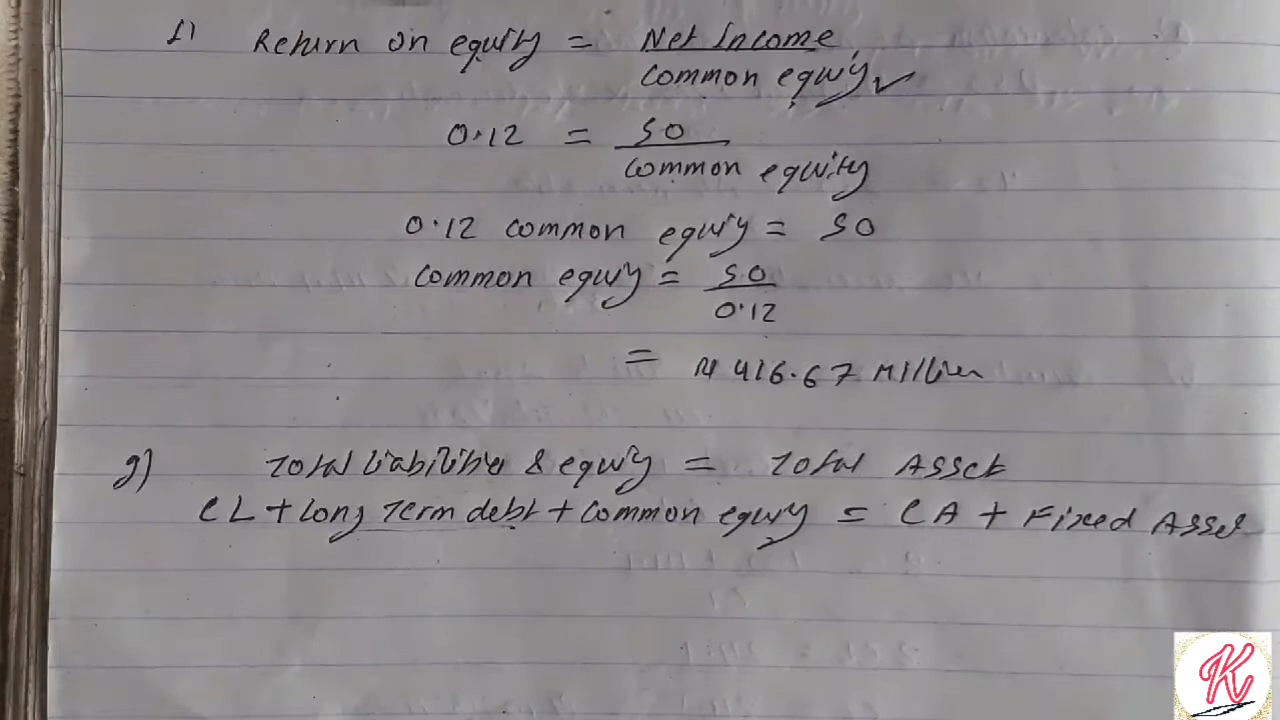 f) Return on equity = Net Income
Common equity ✓
0.12 = 50
Common equity
0.12 common equity = 50
Common equity = 50
0.12
= 416.67 Million
g) Total Liabilities & equity = Total Asset
CL + Long Term debt + Common equity = CA + Fixed Asset
K